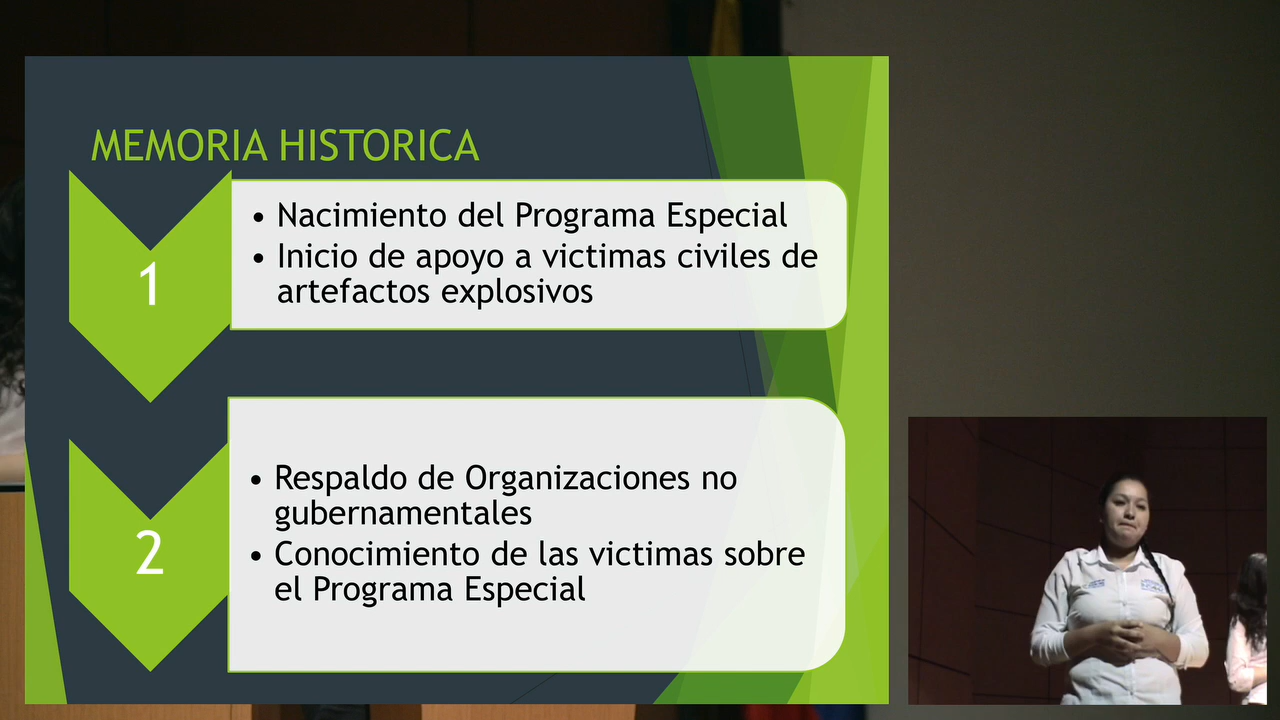 MEMORIA HISTORICA
1
• Nacimiento del Programa Especial
• Inicio de apoyo a victimas civiles de
artefactos explosivos
2
• Respaldo de Organizaciones no
gubernamentales
• Conocimiento de las victimas sobre
el Programa Especial